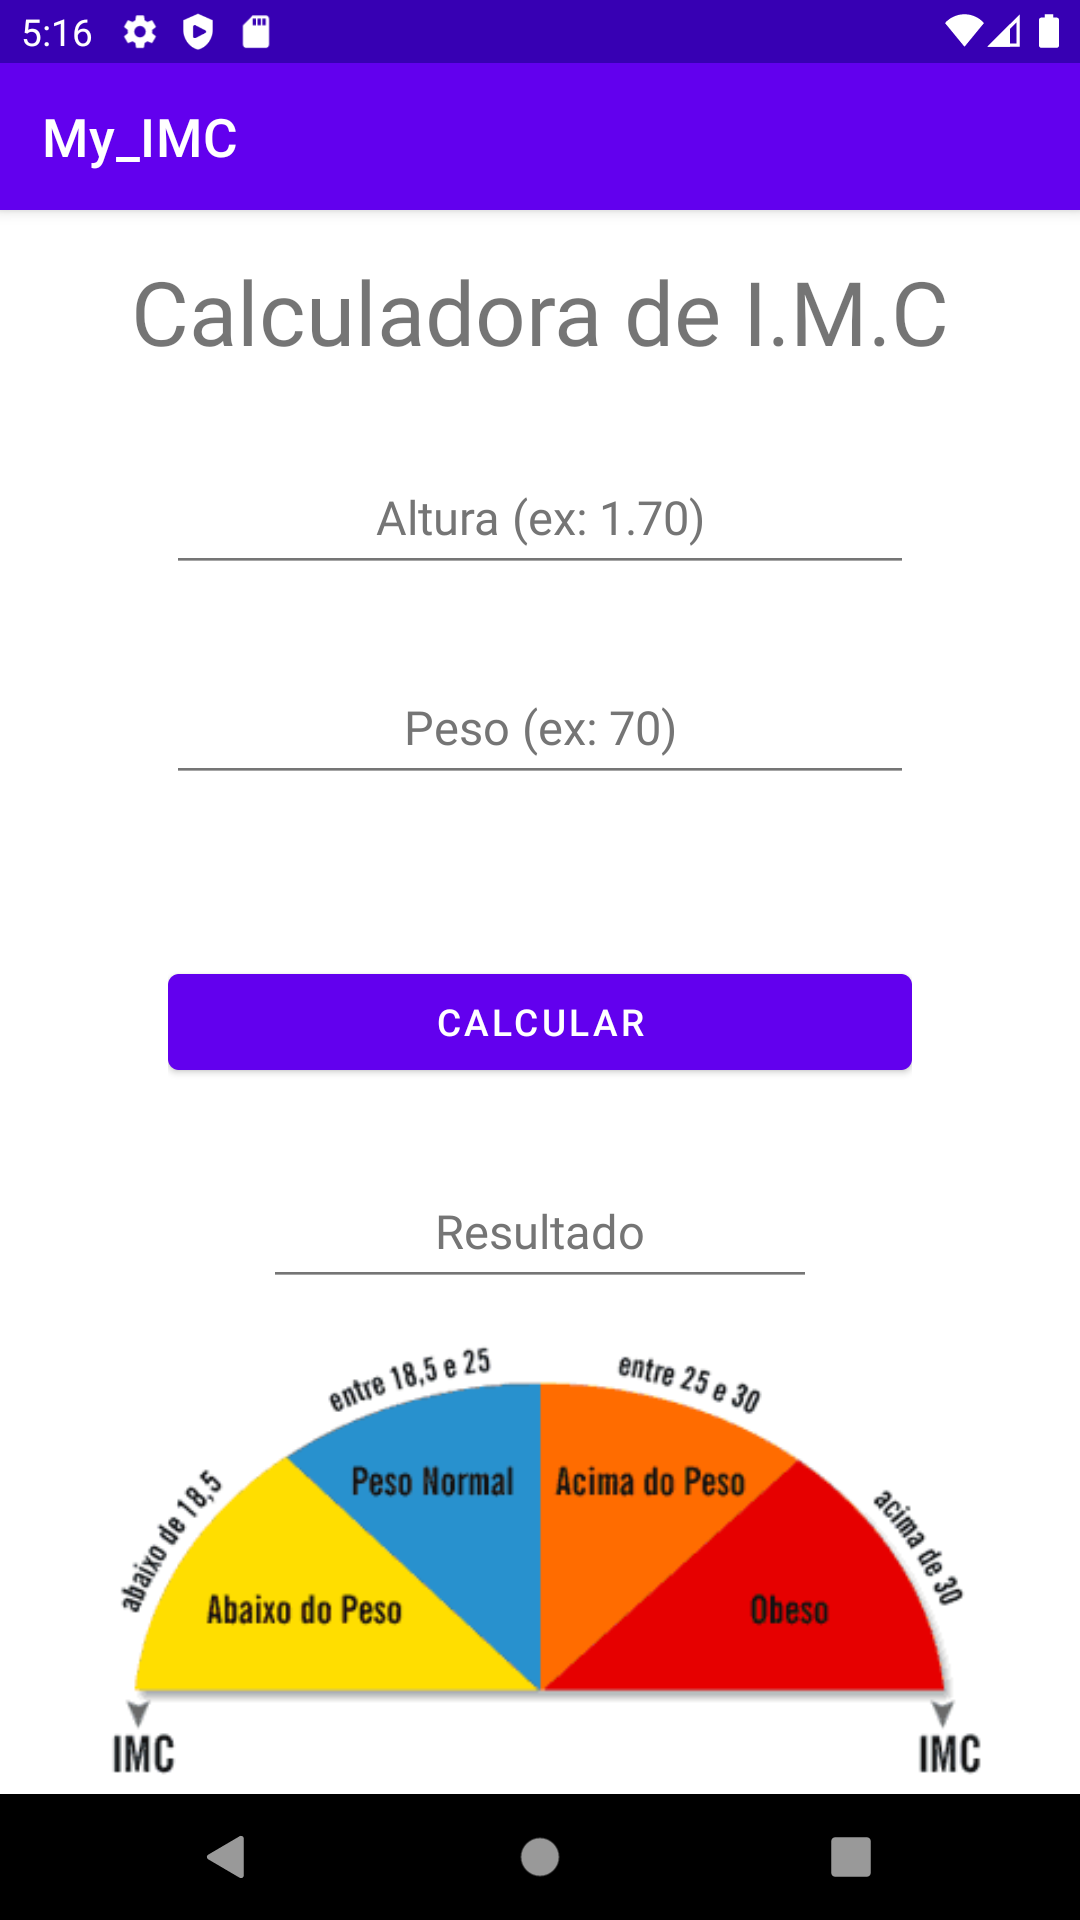 5:16
My_IMC
Calculadora de I.M.C
Altura (ex: 1.70)
Peso (ex: 70)
CALCULAR
Resultado
entre 18,5 e 25
entre 25 e 30
Peso Normal
Acima do Peso
abaixo de 18,5
acima de 30
Abaixo do Peso
Obeso
IMC
IMC